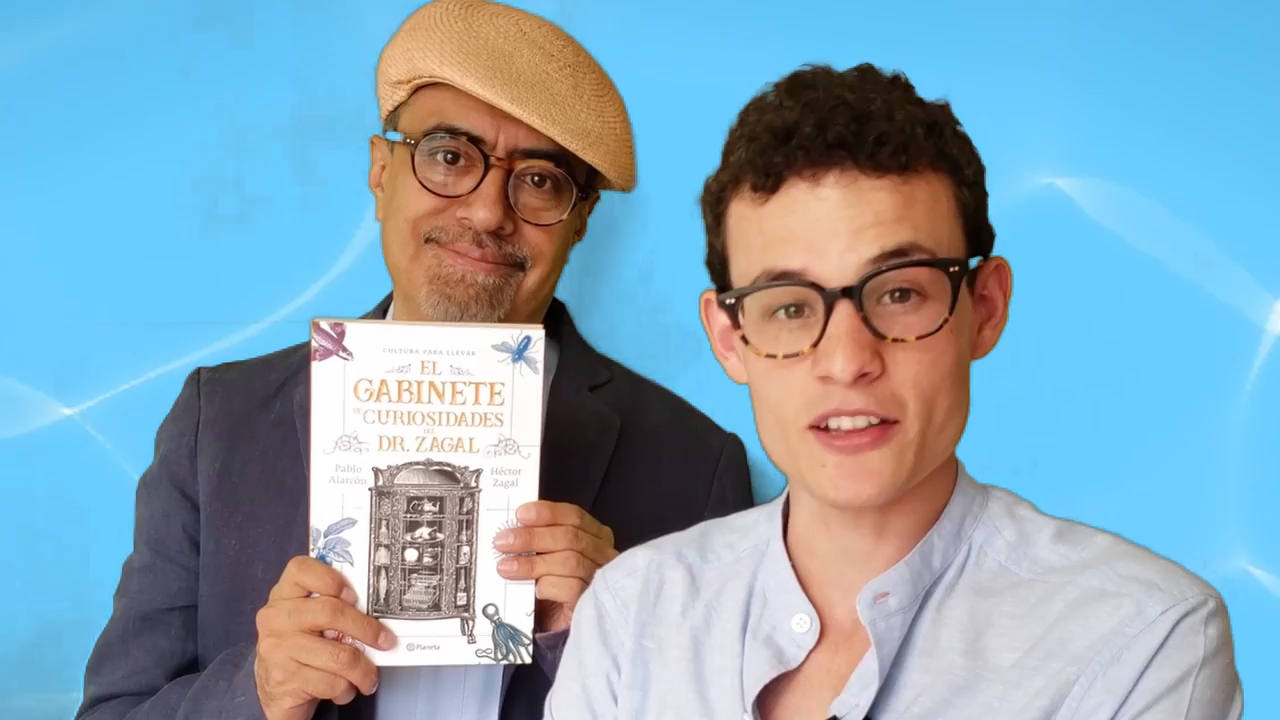 CULTURA PARA LLEVAR
EL
GABINETE
DE CURIOSIDADES
DEL
DR. ZAGAL
Pablo
Alarcón
Héctor
Zagal
Planeta